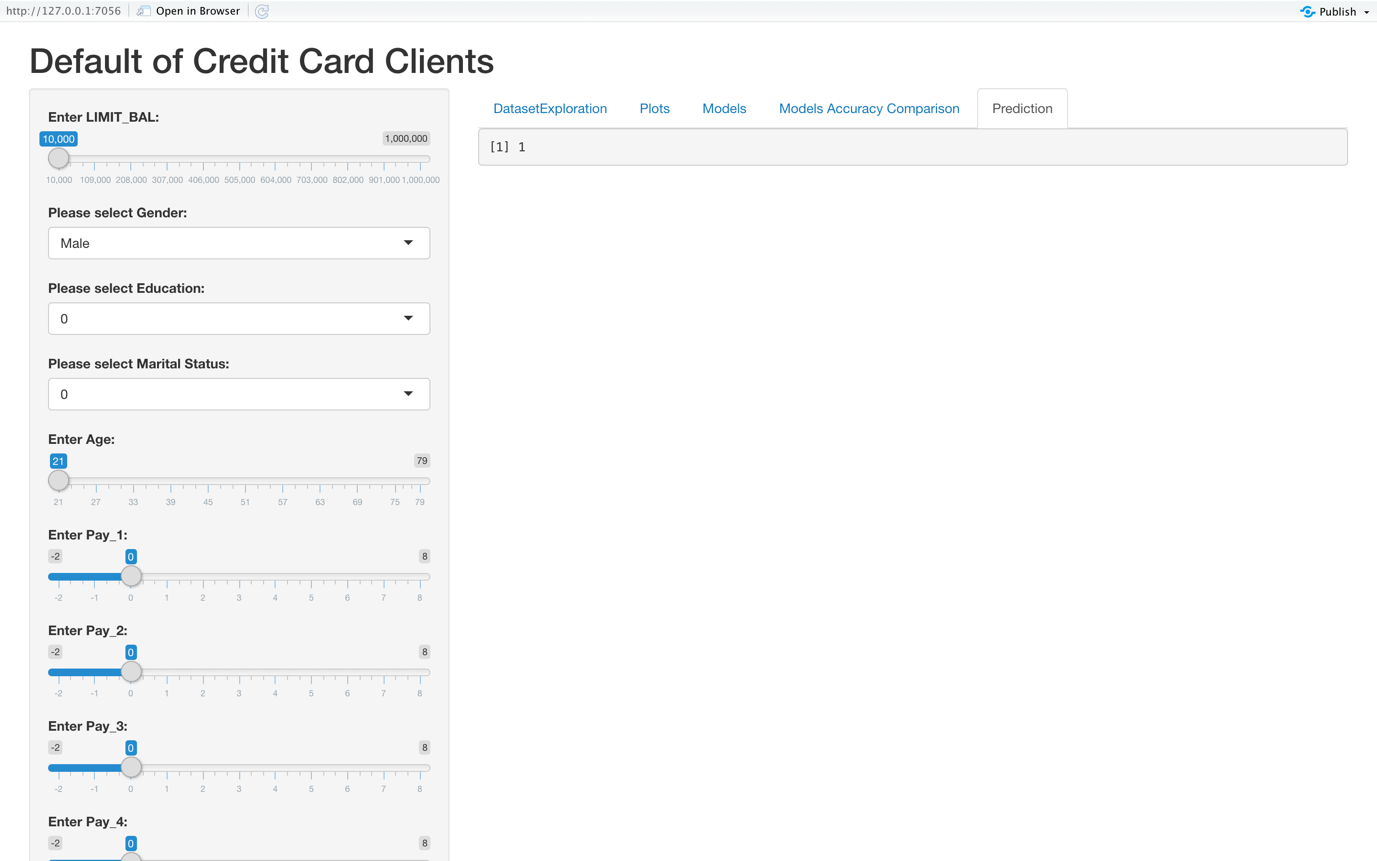 http://127.0.0.1:7056 Open in Browser Publish
Default of Credit Card Clients
Enter LIMIT_BAL:
10,000 1,000,000
10,000 109,000 208,000 307,000 406,000 505,000 604,000 703,000 802,000 901,000 1,000,000
Please select Gender:
Male
Please select Education:
0
Please select Marital Status:
0
Enter Age:
21 79
21 27 33 39 45 51 57 63 69 75 79
Enter Pay_1:
-2 0 8
-2 -1 0 1 2 3 4 5 6 7 8
Enter Pay_2:
-2 0 8
-2 -1 0 1 2 3 4 5 6 7 8
Enter Pay_3:
-2 0 8
-2 -1 0 1 2 3 4 5 6 7 8
Enter Pay_4:
-2 0 8
DatasetExploration Plots Models Models Accuracy Comparison Prediction
[1] 1